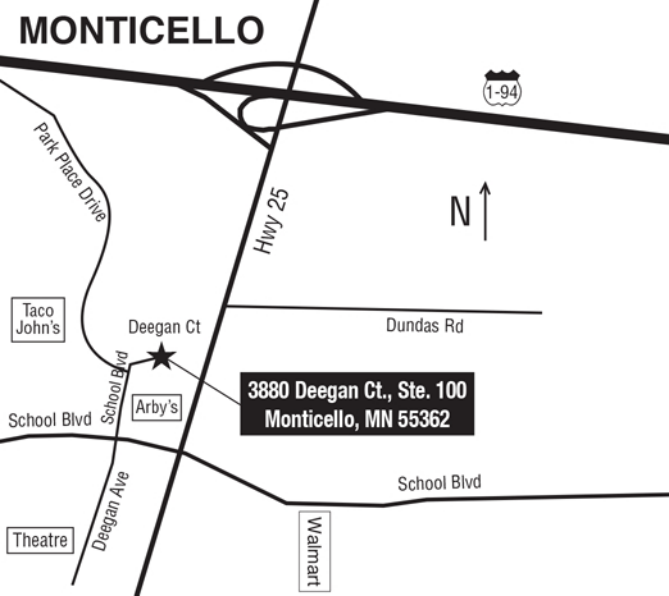 MONTICELLO
1-94
Park Place Drive
Hwy 25
N
Taco
John's
Deegan Ct
Dundas Rd
School Blvd
3880 Deegan Ct., Ste. 100
Monticello, MN 55362
Arby's
School Blvd
School Blvd
Deegan Ave
Theatre
Walmart